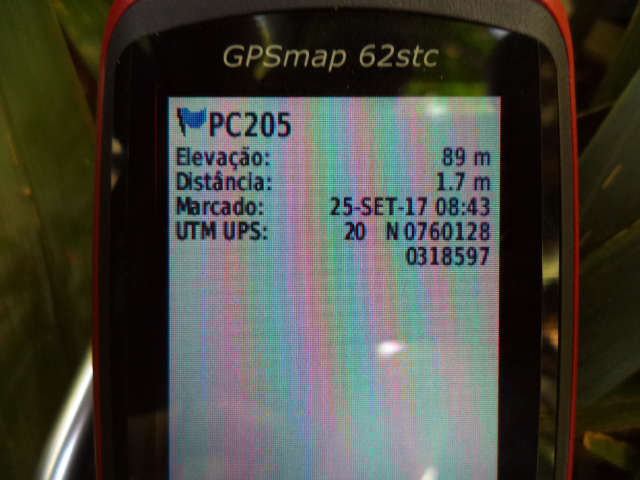 GPSmap 62stc
PC205
Elevação: 89 m
Distância: 1.7 m
Marcado: 25-SET-17 08:43
UTM UPS: 20 N 0760128
0318597